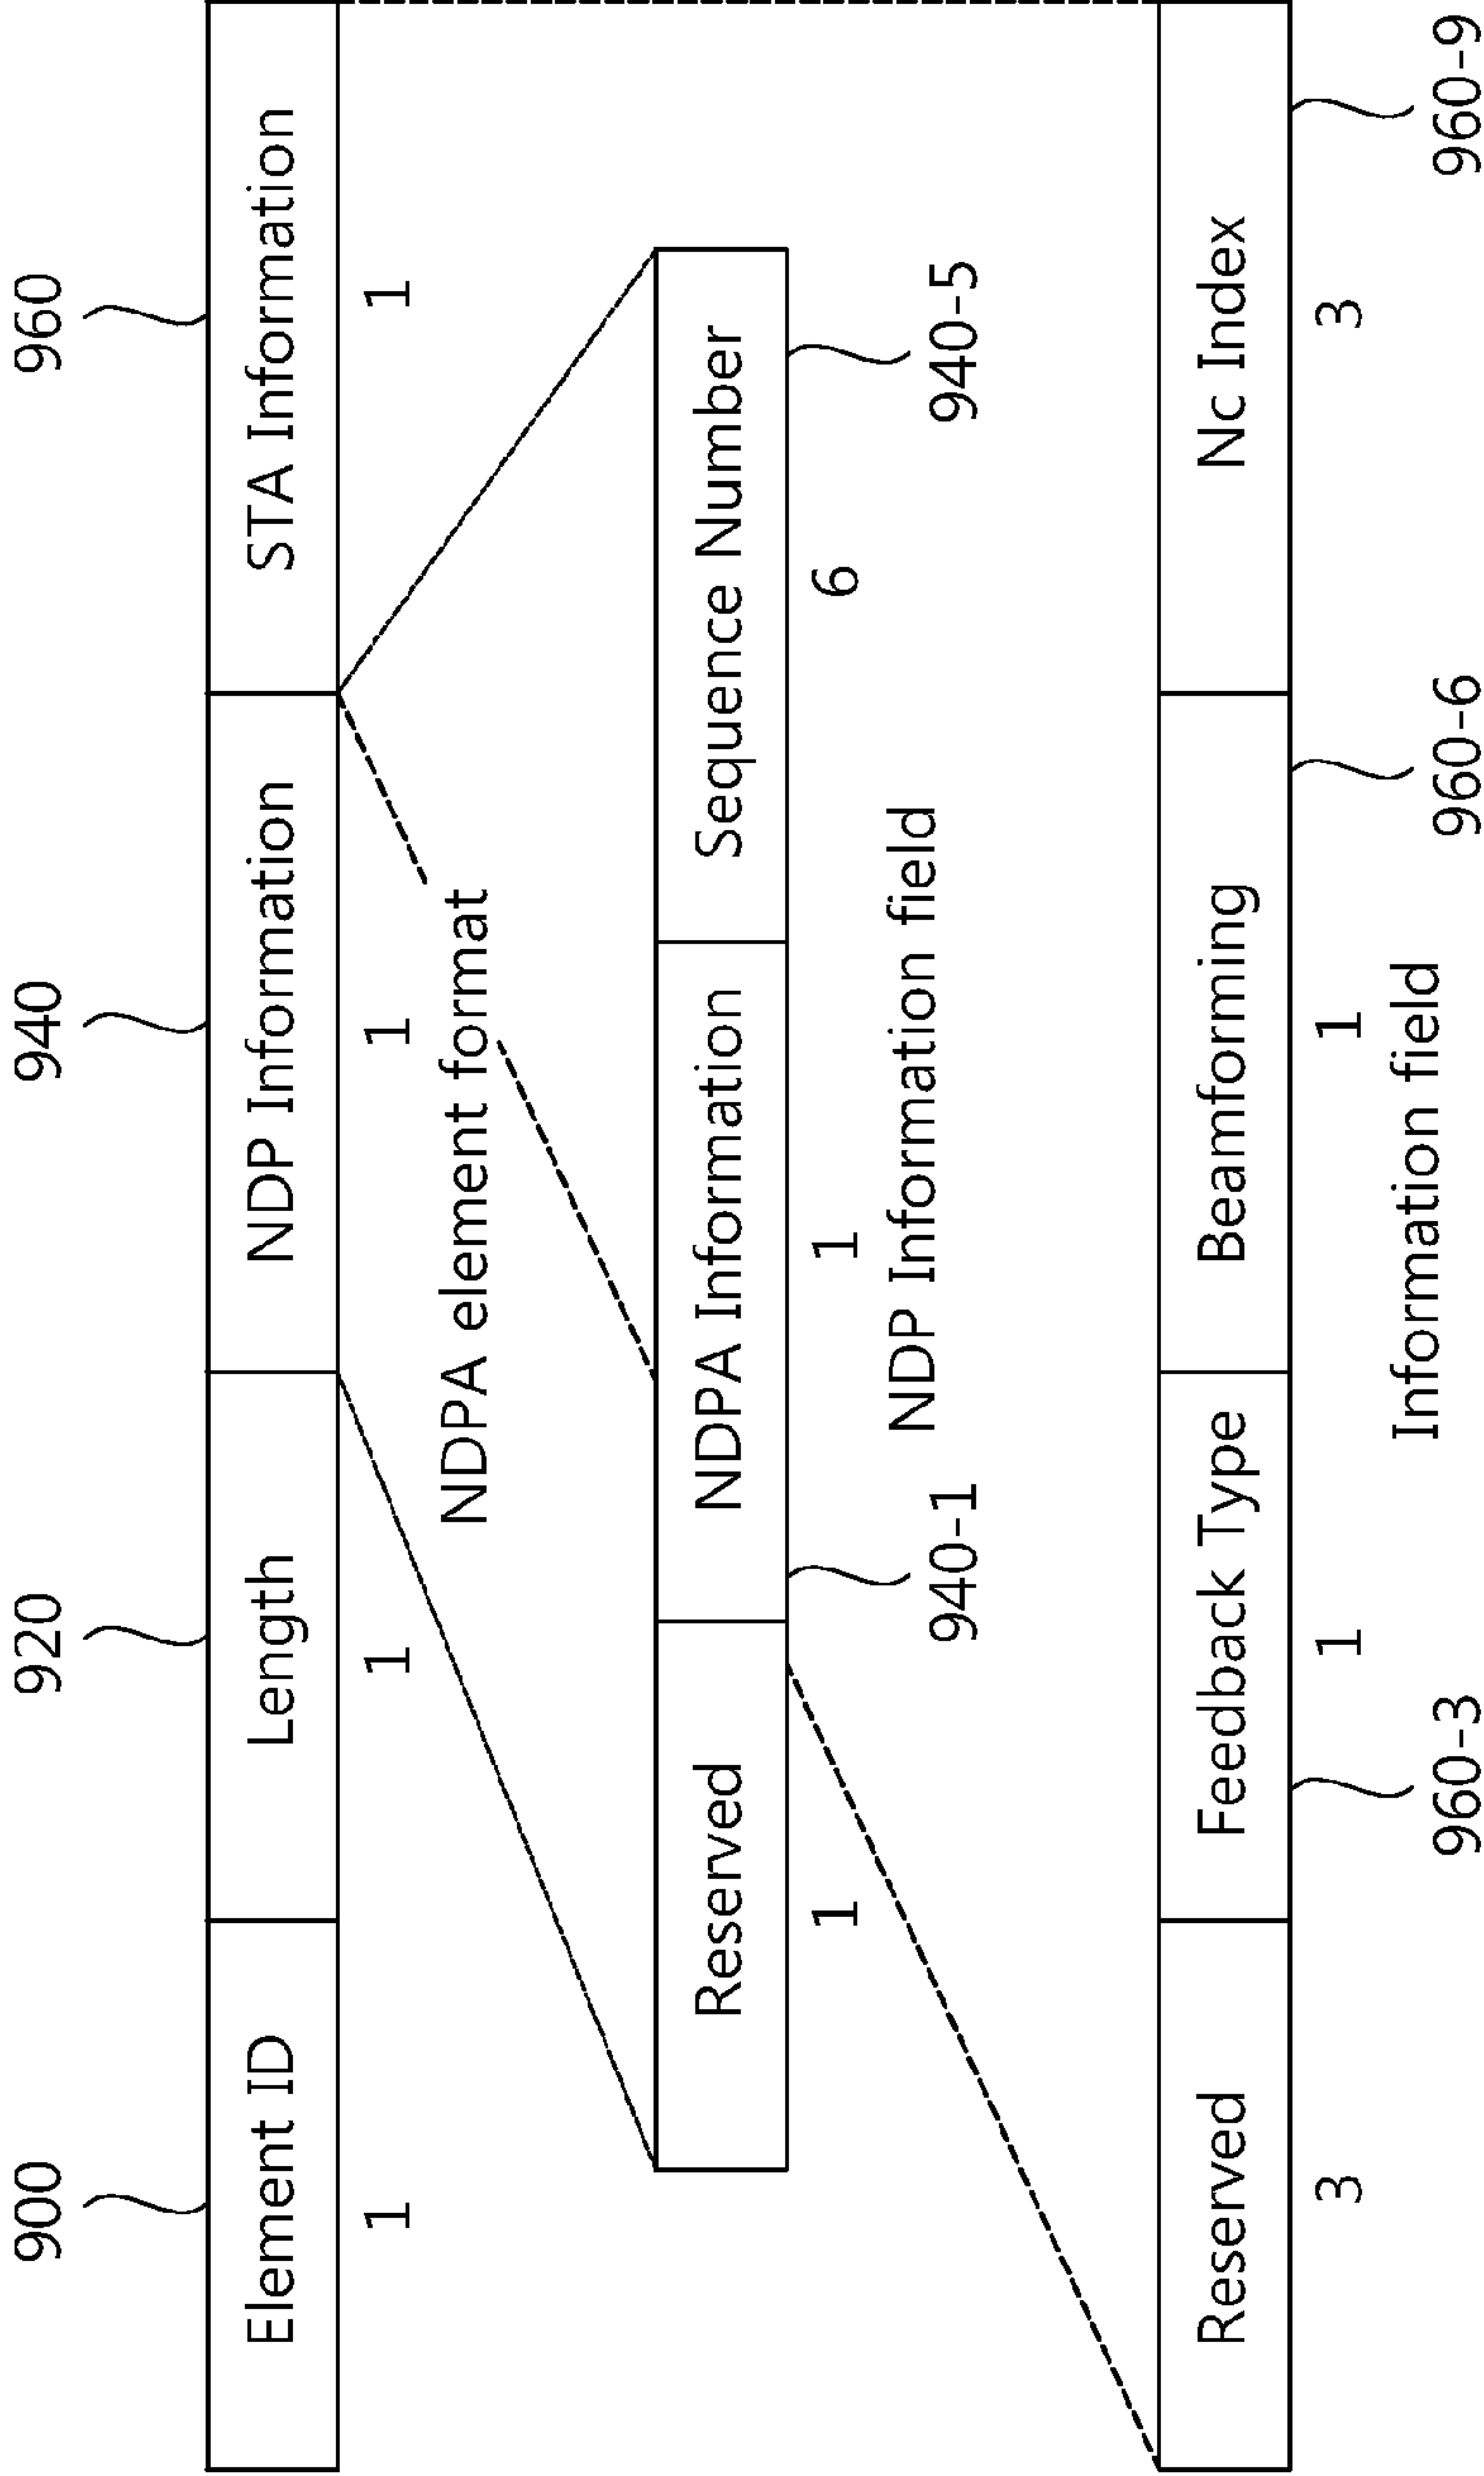 900 920 940 960
Element ID Length NDP Information STA Information
1 1 1 1
NDPA element format
Reserved NDPA Information Sequence Number
1 1 6
NDP Information field
940-1 940-5
Reserved Feedback Type Beamforming Nc Index
3 1 1 3
Information field
960-3 960-6 960-9